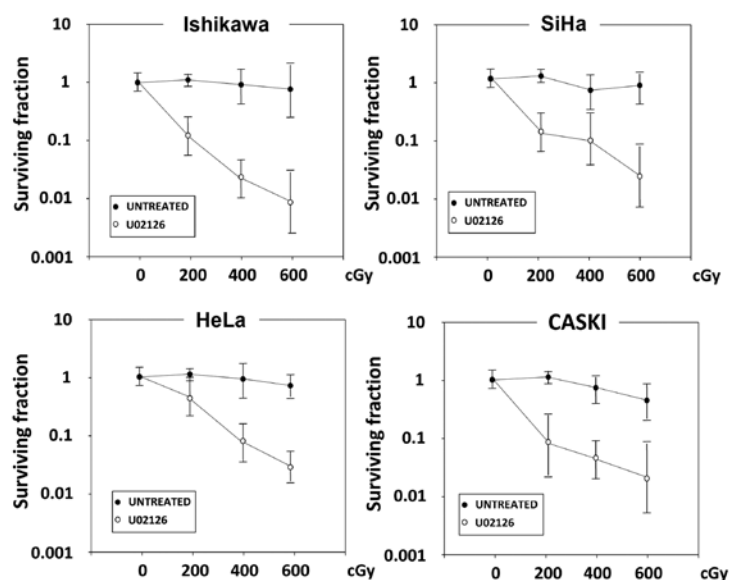 Ishikawa
10
1
0.1
0.01
0.001
Surviving fraction
UNTREATED
U02126
0 200 400 600 cGy
SiHa
10
1
0.1
0.01
0.001
Surviving fraction
UNTREATED
U02126
0 200 400 600 cGy
HeLa
10
1
0.1
0.01
0.001
Surviving fraction
UNTREATED
U02126
0 200 400 600 cGy
CASKI
10
1
0.1
0.01
0.001
Surviving fraction
UNTREATED
U02126
0 200 400 600 cGy